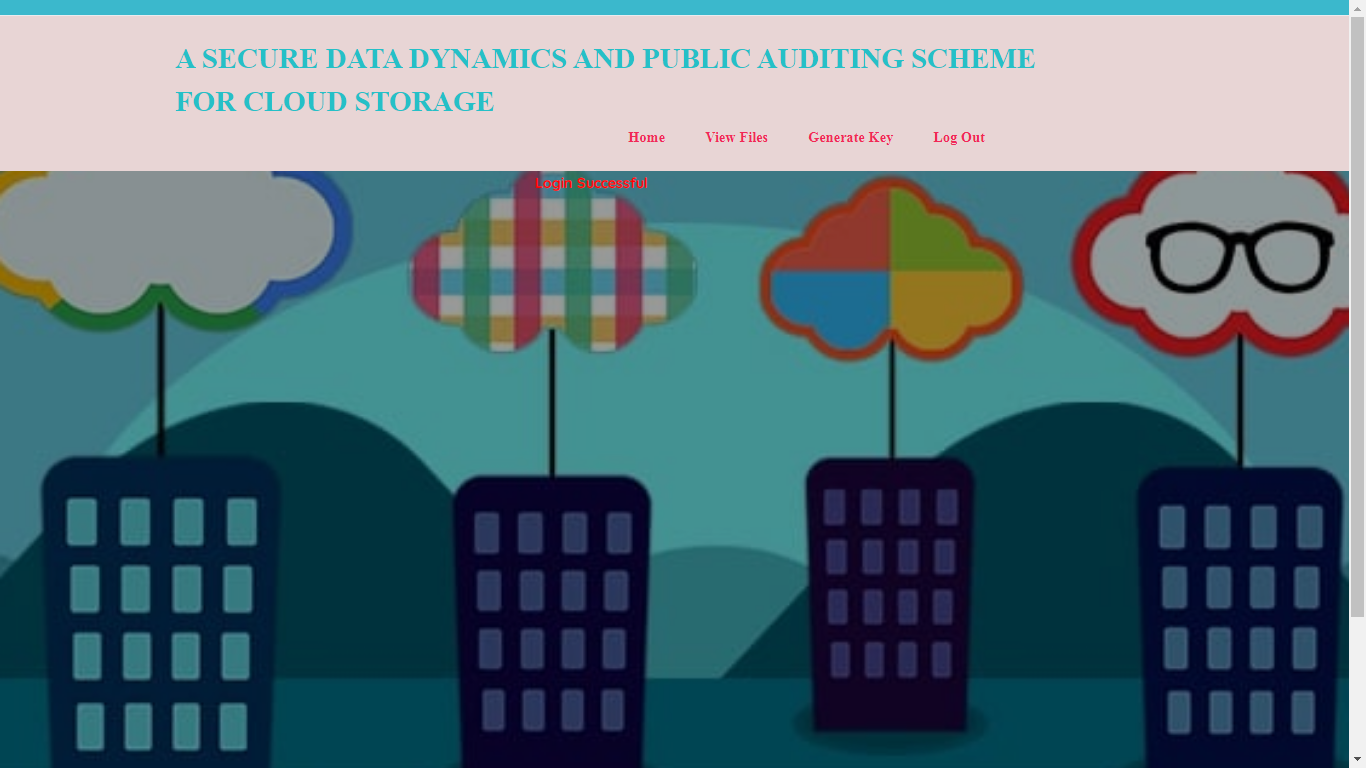 A SECURE DATA DYNAMICS AND PUBLIC AUDITING SCHEME
FOR CLOUD STORAGE
Home View Files Generate Key Log Out
Login Successful